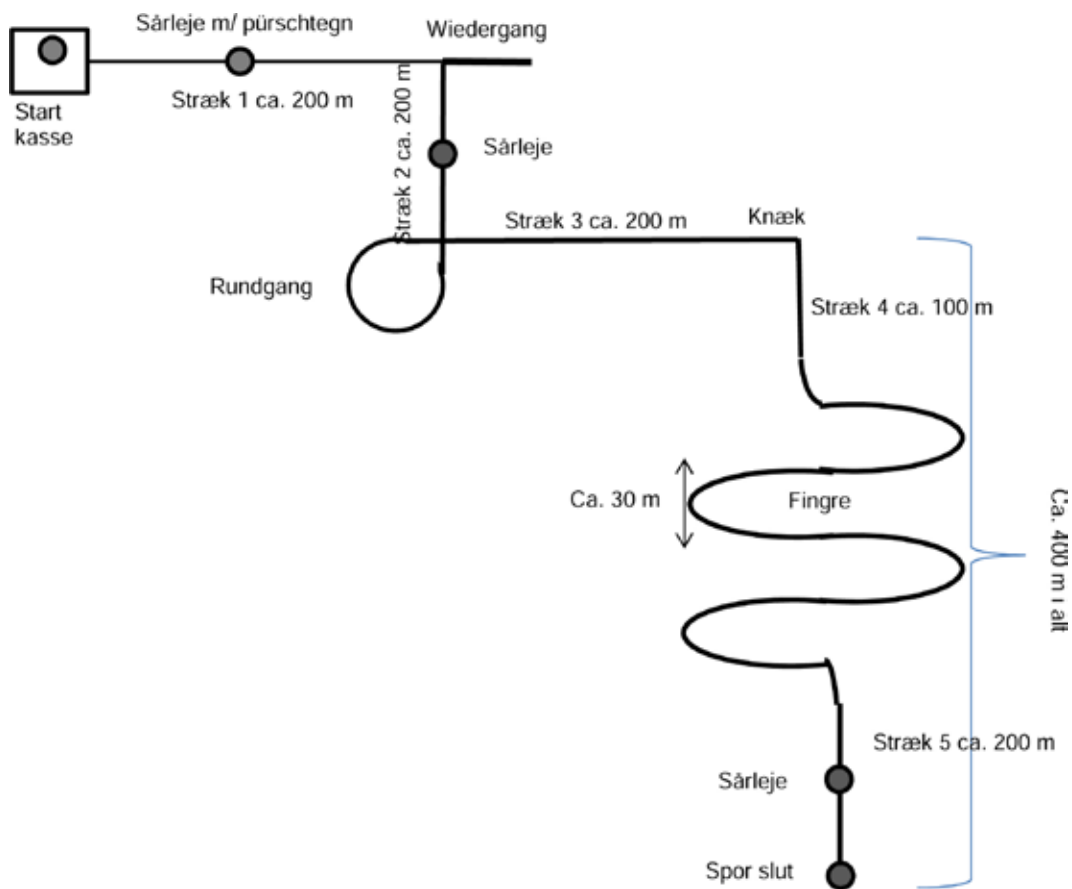 Sårleje m/ pürschtegn
Wiedergang
Start
kasse
Stræk 1 ca. 200 m
Stræk 2 ca. 200 m
Sårleje
Stræk 3 ca. 200 m
Knæk
Rundgang
Stræk 4 ca. 100 m
Ca. 30 m
Fingre
Ca. 400 m i alt
Stræk 5 ca. 200 m
Sårleje
Spor slut